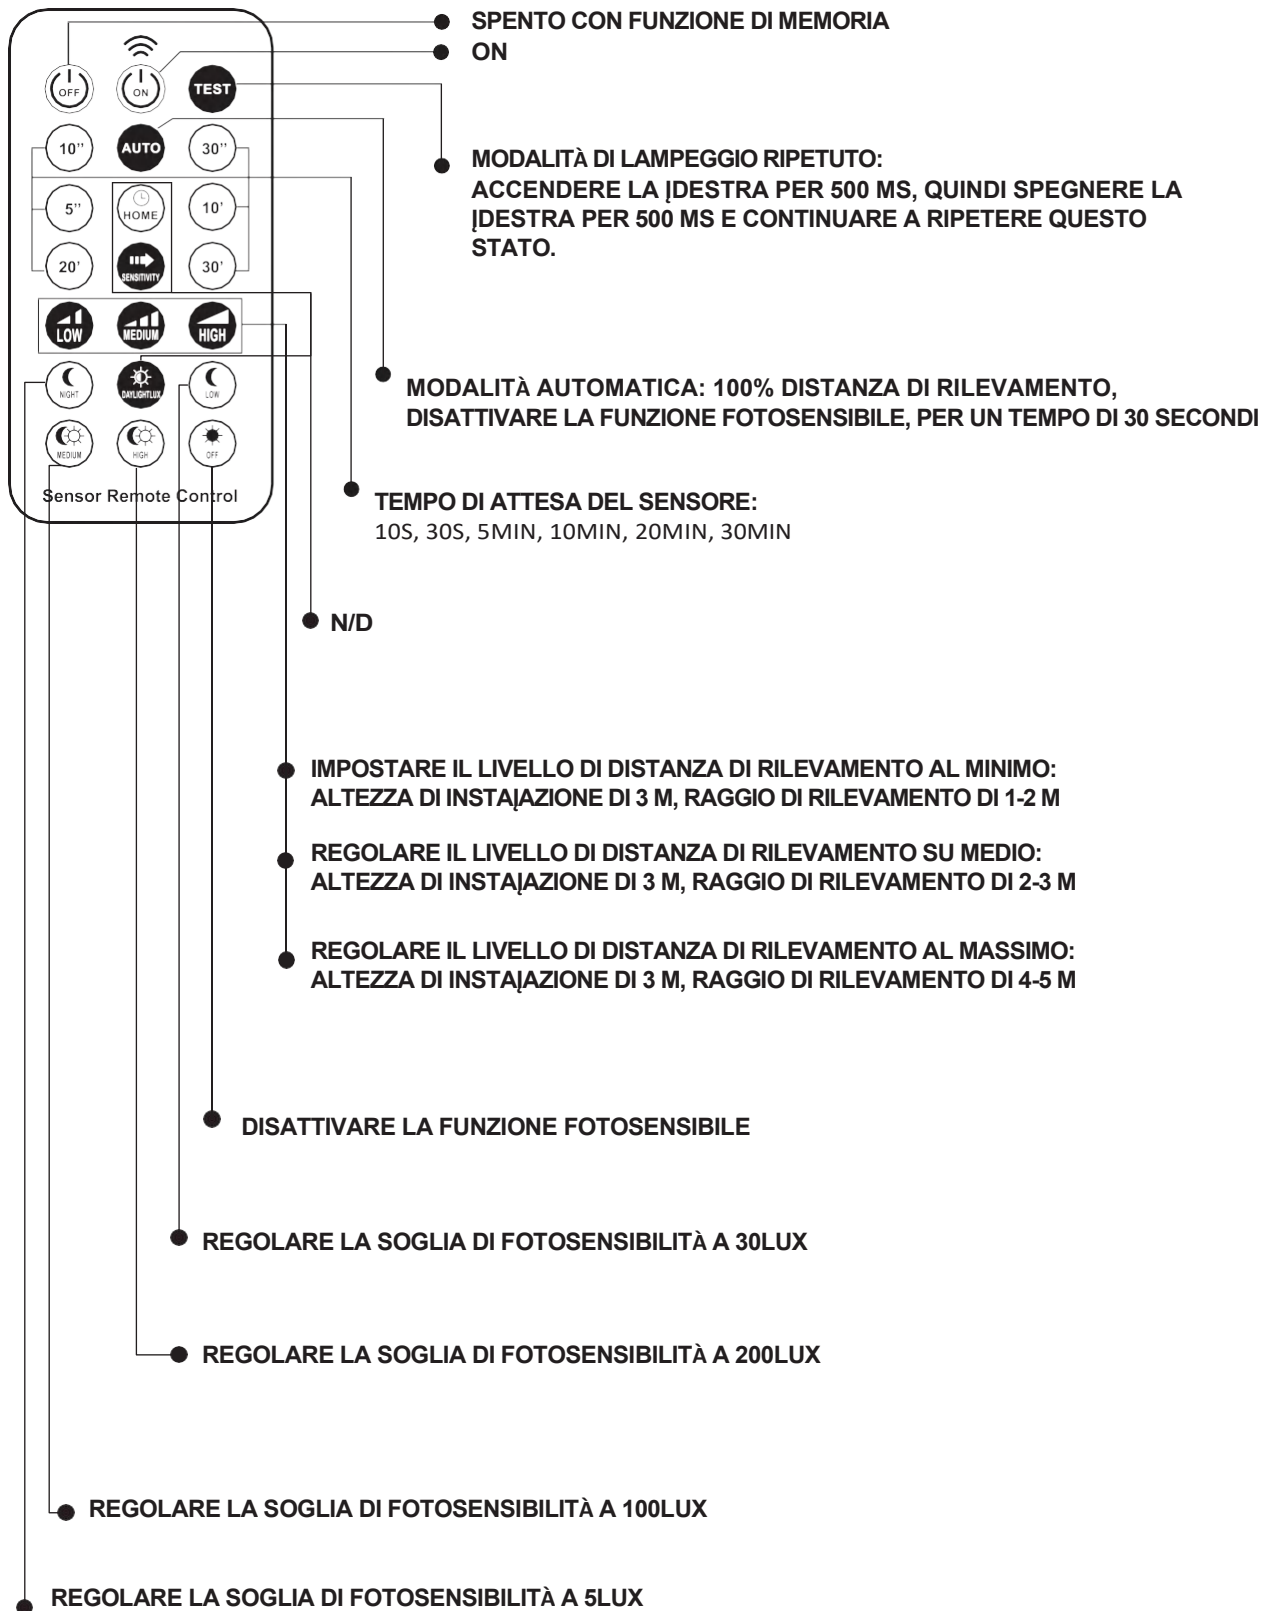 SPENTO CON FUNZIONE DI MEMORIA
ON
OFF
ON
TEST
10''
AUTO
30''
5''
HOME
10'
20'
SENSITIVITY
30'
LOW
MEDIUM
HIGH
NIGHT
DAYLIGHTLUX
LOW
MEDIUM
HIGH
OFF
Sensor Remote Control
MODALITÀ DI LAMPEGGIO RIPETUTO:
ACCENDERE LA ĮDESTRA PER 500 MS, QUINDI SPEGNERE LA
ĮDESTRA PER 500 MS E CONTINUARE A RIPETERE QUESTO
STATO.
MODALITÀ AUTOMATICA: 100% DISTANZA DI RILEVAMENTO,
DISATTIVARE LA FUNZIONE FOTOSENSIBILE, PER UN TEMPO DI 30 SECONDI
TEMPO DI ATTESA DEL SENSORE:
10S, 30S, 5MIN, 10MIN, 20MIN, 30MIN
N/D
IMPOSTARE IL LIVELLO DI DISTANZA DI RILEVAMENTO AL MINIMO:
ALTEZZA DI INSTAĮAZIONE DI 3 M, RAGGIO DI RILEVAMENTO DI 1-2 M
REGOLARE IL LIVELLO DI DISTANZA DI RILEVAMENTO SU MEDIO:
ALTEZZA DI INSTAĮAZIONE DI 3 M, RAGGIO DI RILEVAMENTO DI 2-3 M
REGOLARE IL LIVELLO DI DISTANZA DI RILEVAMENTO AL MASSIMO:
ALTEZZA DI INSTAĮAZIONE DI 3 M, RAGGIO DI RILEVAMENTO DI 4-5 M
DISATTIVARE LA FUNZIONE FOTOSENSIBILE
REGOLARE LA SOGLIA DI FOTOSENSIBILITÀ A 30LUX
REGOLARE LA SOGLIA DI FOTOSENSIBILITÀ A 200LUX
REGOLARE LA SOGLIA DI FOTOSENSIBILITÀ A 100LUX
REGOLARE LA SOGLIA DI FOTOSENSIBILITÀ A 5LUX